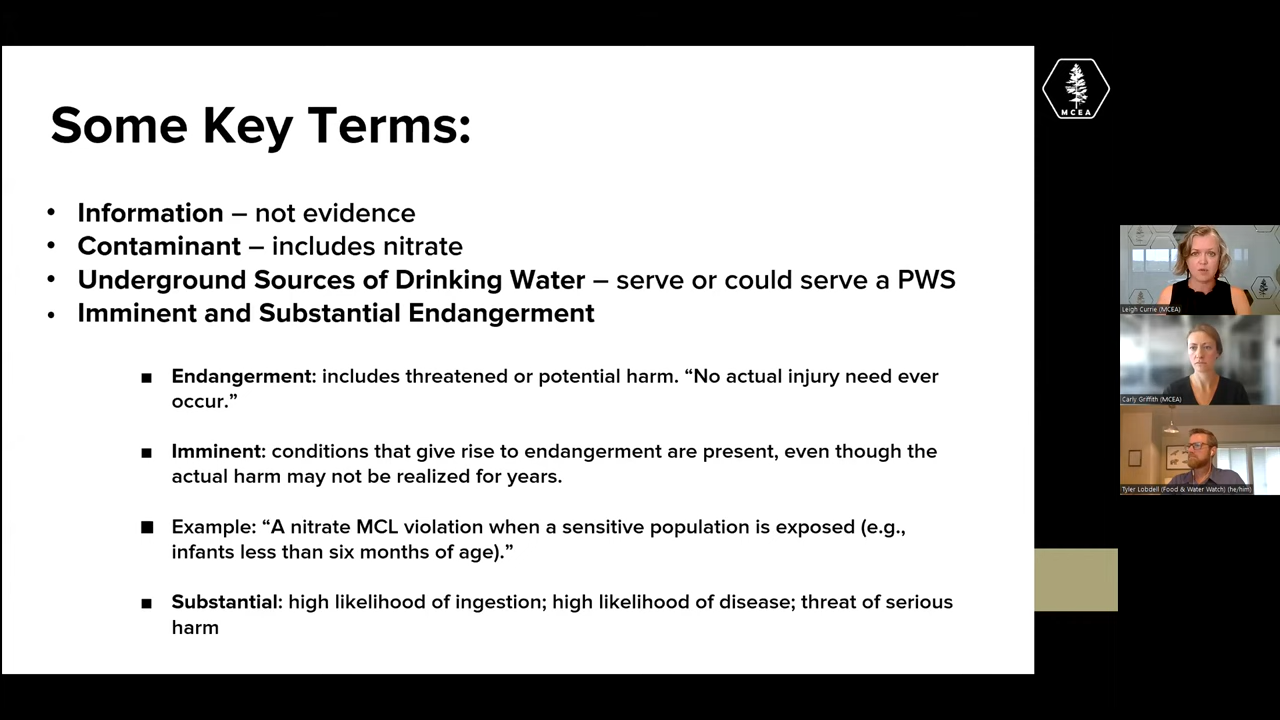 Some Key Terms:
• Information – not evidence
• Contaminant – includes nitrate
• Underground Sources of Drinking Water – serve or could serve a PWS
• Imminent and Substantial Endangerment
■ Endangerment: includes threatened or potential harm. “No actual injury need ever
occur.”
■ Imminent: conditions that give rise to endangerment are present, even though the
actual harm may not be realized for years.
■ Example: “A nitrate MCL violation when a sensitive population is exposed (e.g.,
infants less than six months of age).”
■ Substantial: high likelihood of ingestion; high likelihood of disease; threat of serious
harm
MCEA
Leigh Currie (MCEA)
Carly Griffith (MCEA)
Tyler Lobdell (Food & Water Watch) (he/him)